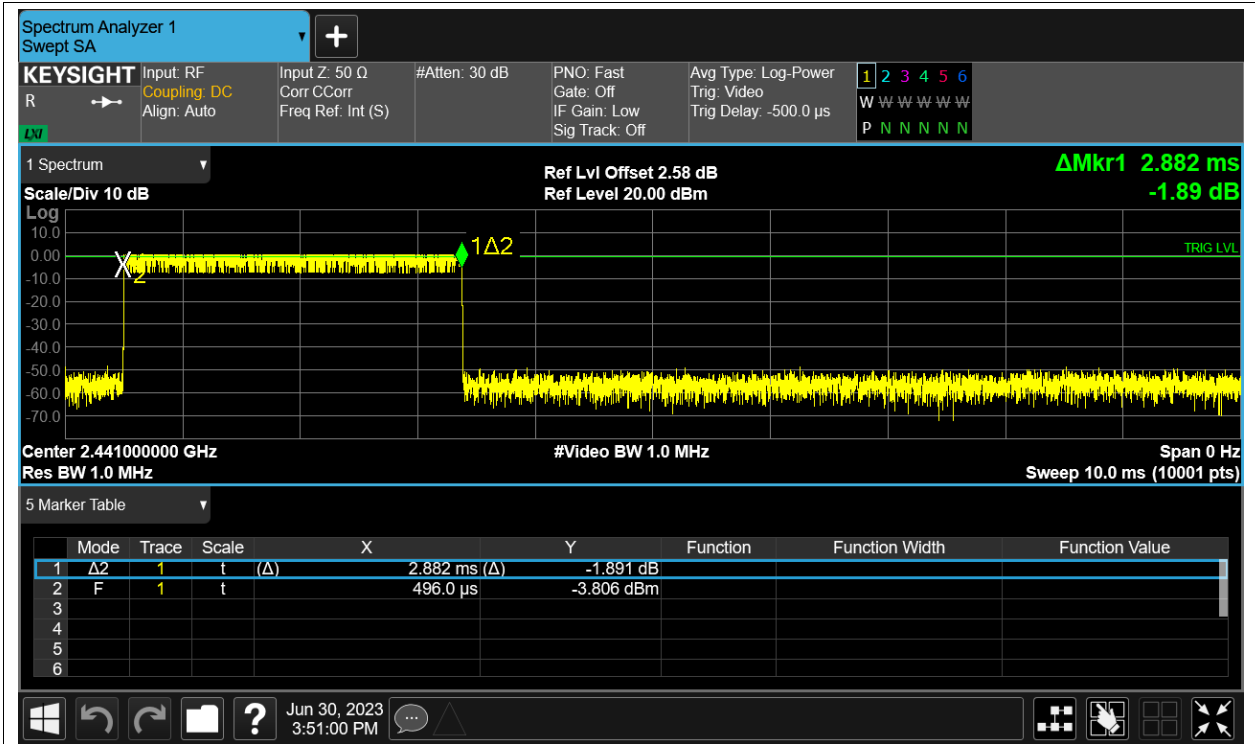 Spectrum Analyzer 1
Swept SA
KEYSIGHT Input: RF Input Z: 50 Ω #Atten: 30 dB PNO: Fast Avg Type: Log-Power 1 2 3 4 5 6
R Coupling: DC Corr CCorr Gate: Off Trig: Video W W W W W W
Align: Auto Freq Ref: Int (S) IF Gain: Low Trig Delay: -500.0 µs
LXI Sig Track: Off P N N N N N
1 Spectrum Ref Lvl Offset 2.58 dB ΔMkr1 2.882 ms
Scale/Div 10 dB Ref Level 20.00 dBm -1.89 dB
Log
10.0
1Δ2
0.00 TRIG LVL
2
-10.0
-20.0
-30.0
-40.0
-50.0
-60.0
-70.0
Center 2.441000000 GHz #Video BW 1.0 MHz Span 0 Hz
Res BW 1.0 MHz Sweep 10.0 ms (10001 pts)
5 Marker Table
Mode Trace Scale X Y Function Function Width Function Value
1 Δ2 1 t (Δ) 2.882 ms (Δ) -1.891 dB
2 F 1 t 496.0 µs -3.806 dBm
3
4
5
6
? Jun 30, 2023
3:51:00 PM